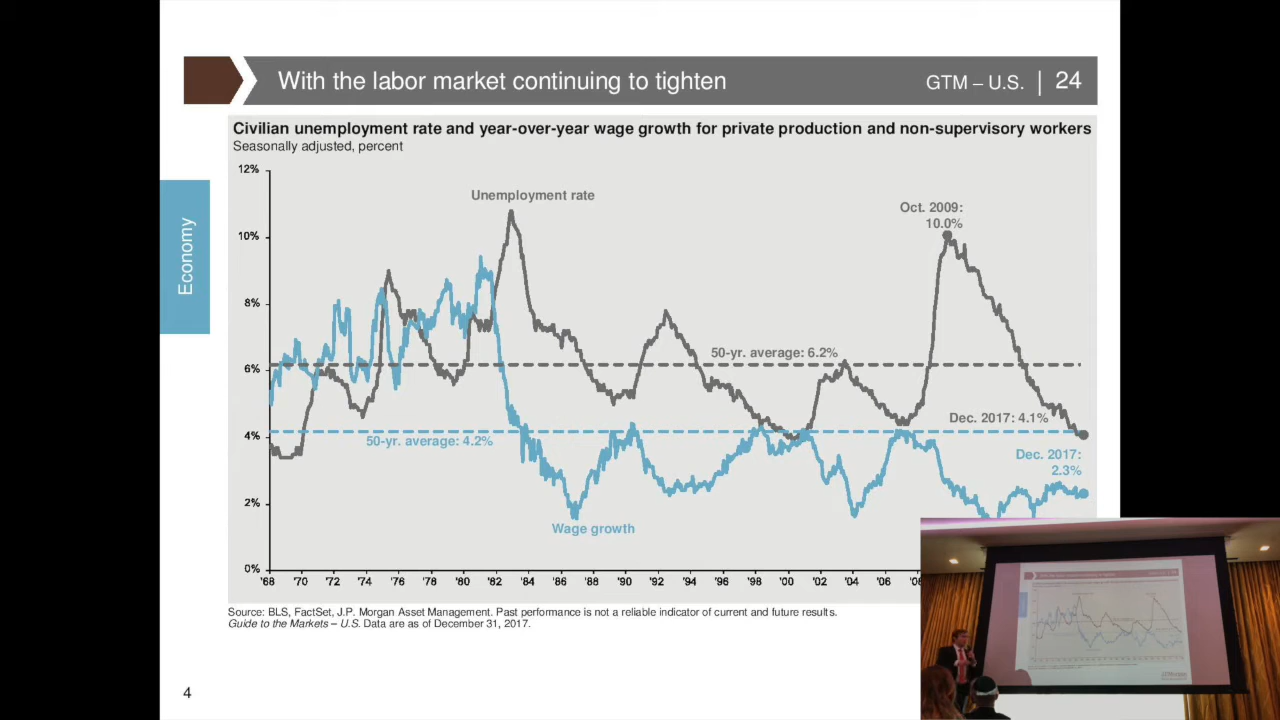 With the labor market continuing to tighten
GTM – U.S. | 24
Economy
Civilian unemployment rate and year-over-year wage growth for private production and non-supervisory workers
Seasonally adjusted, percent
12%
10%
8%
6%
4%
2%
0%
Unemployment rate
Oct. 2009:
10.0%
50-yr. average: 6.2%
Dec. 2017: 4.1%
50-yr. average: 4.2%
Dec. 2017:
2.3%
Wage growth
'68 '70 '72 '74 '76 '78 '80 '82 '84 '86 '88 '90 '92 '94 '96 '98 '00 '02 '04 '06
Source: BLS, FactSet, J.P. Morgan Asset Management. Past performance is not a reliable indicator of current and future results.
Guide to the Markets – U.S. Data are as of December 31, 2017.
4